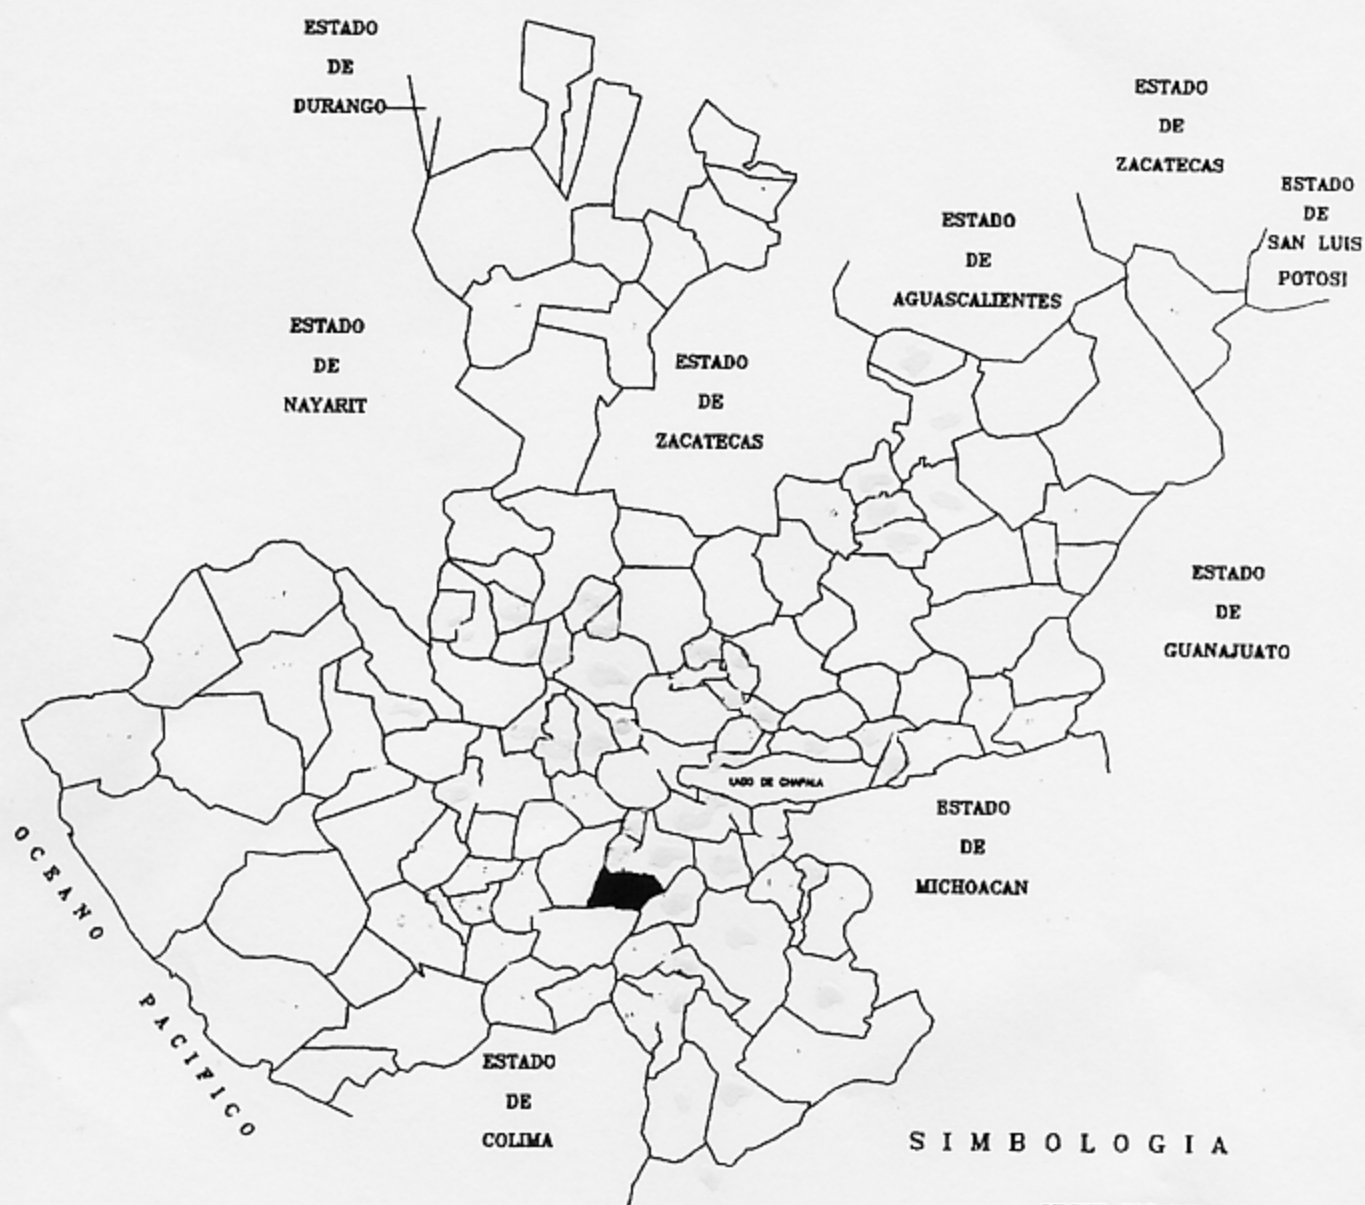 ESTADO
DE
DURANGO
ESTADO
DE
ZACATECAS
ESTADO
DE
SAN LUIS
POTOSI
ESTADO
DE
AGUASCALIENTES
ESTADO
DE
NAYARIT
ESTADO
DE
ZACATECAS
ESTADO
DE
GUANAJUATO
LAGO DE CHAPALA
ESTADO
DE
MICHOACAN
OCEANO PACIFICO
ESTADO
DE
COLIMA
SIMBOLOGIA